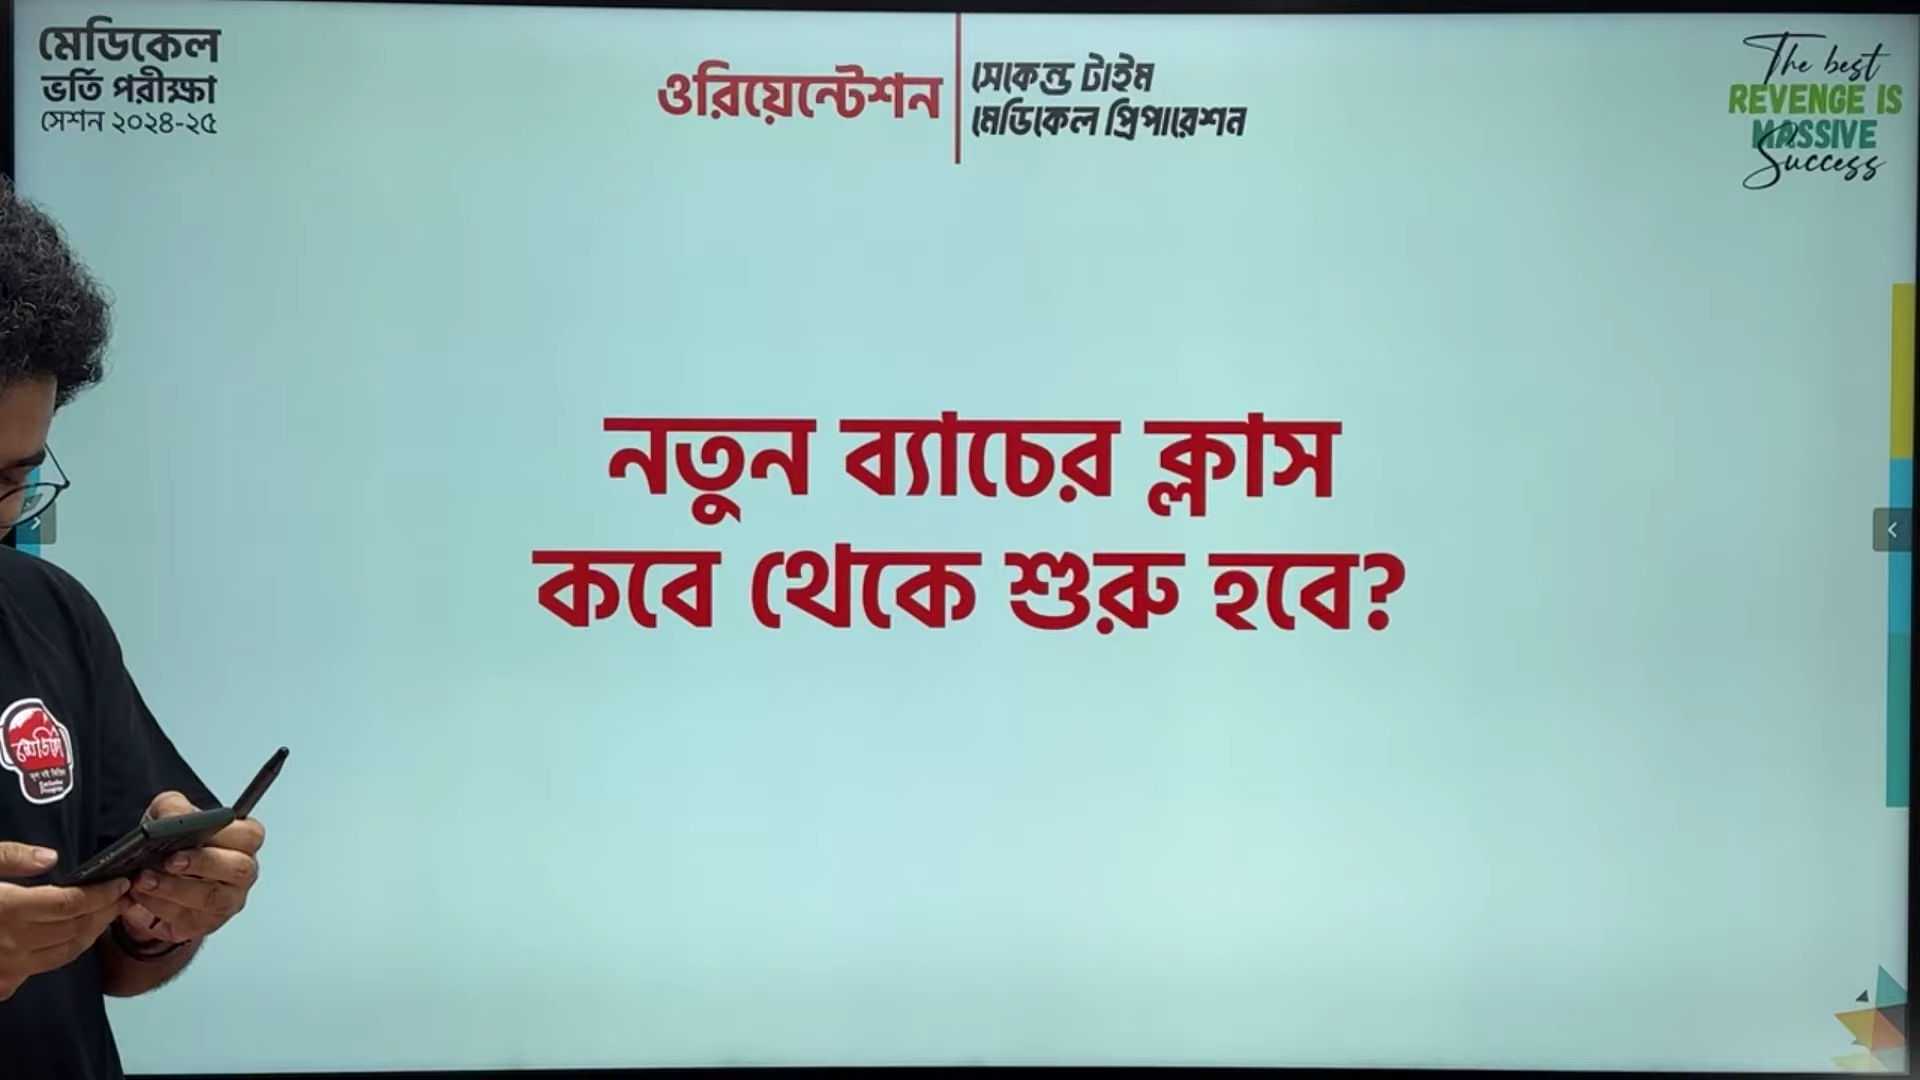 মেডিকেল
ভর্তি পরীক্ষা
সেশন ২০২৪-২৫
ওরিয়েন্টেশন
সেকেন্ড টাইম
মেডিকেল প্রিপারেশন
The best
REVENGE IS
MASSIVE
Success
নতুন ব্যাচের ক্লাস
কবে থেকে শুরু হবে?